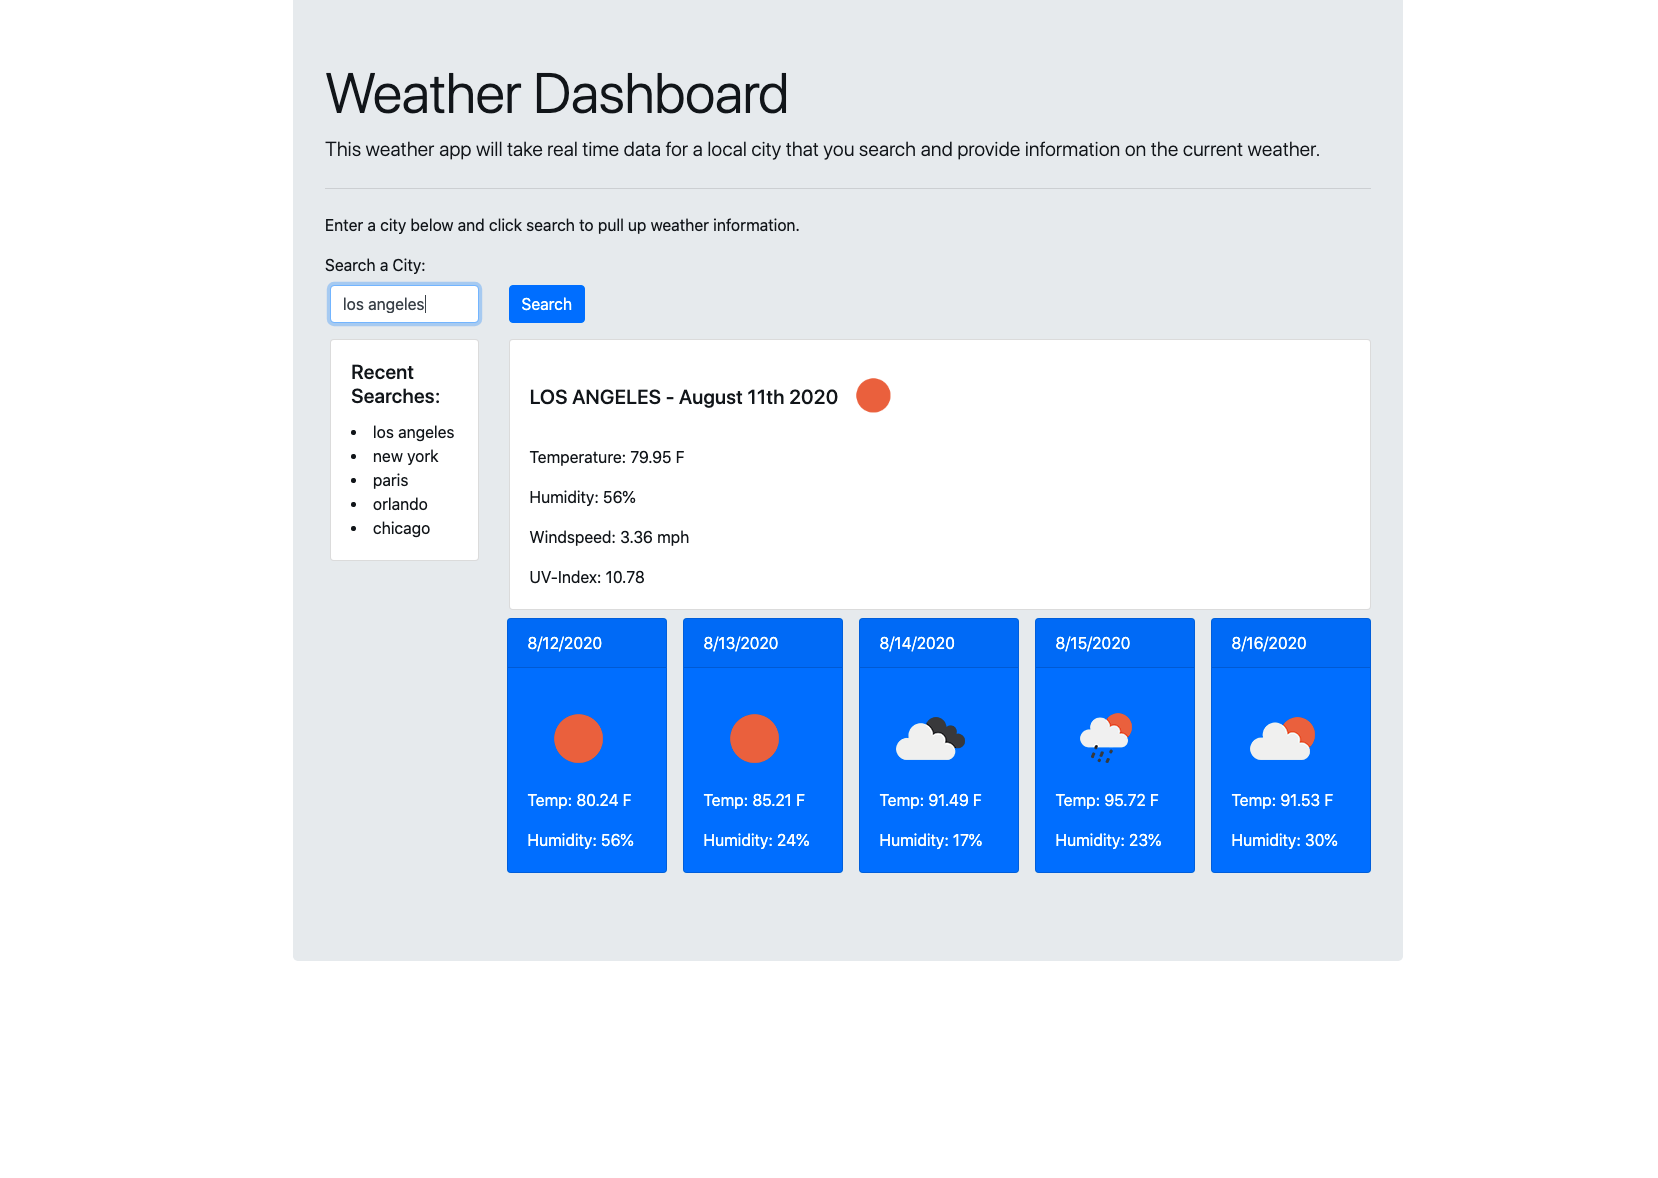 Weather Dashboard
This weather app will take real time data for a local city that you search and provide information on the current weather.
Enter a city below and click search to pull up weather information.
Search a City:
los angeles
Search
Recent
Searches:
los angeles
new york
paris
orlando
chicago
LOS ANGELES - August 11th 2020
Temperature: 79.95 F
Humidity: 56%
Windspeed: 3.36 mph
UV-Index: 10.78
8/12/2020
Temp: 80.24 F
Humidity: 56%
8/13/2020
Temp: 85.21 F
Humidity: 24%
8/14/2020
Temp: 91.49 F
Humidity: 17%
8/15/2020
Temp: 95.72 F
Humidity: 23%
8/16/2020
Temp: 91.53 F
Humidity: 30%